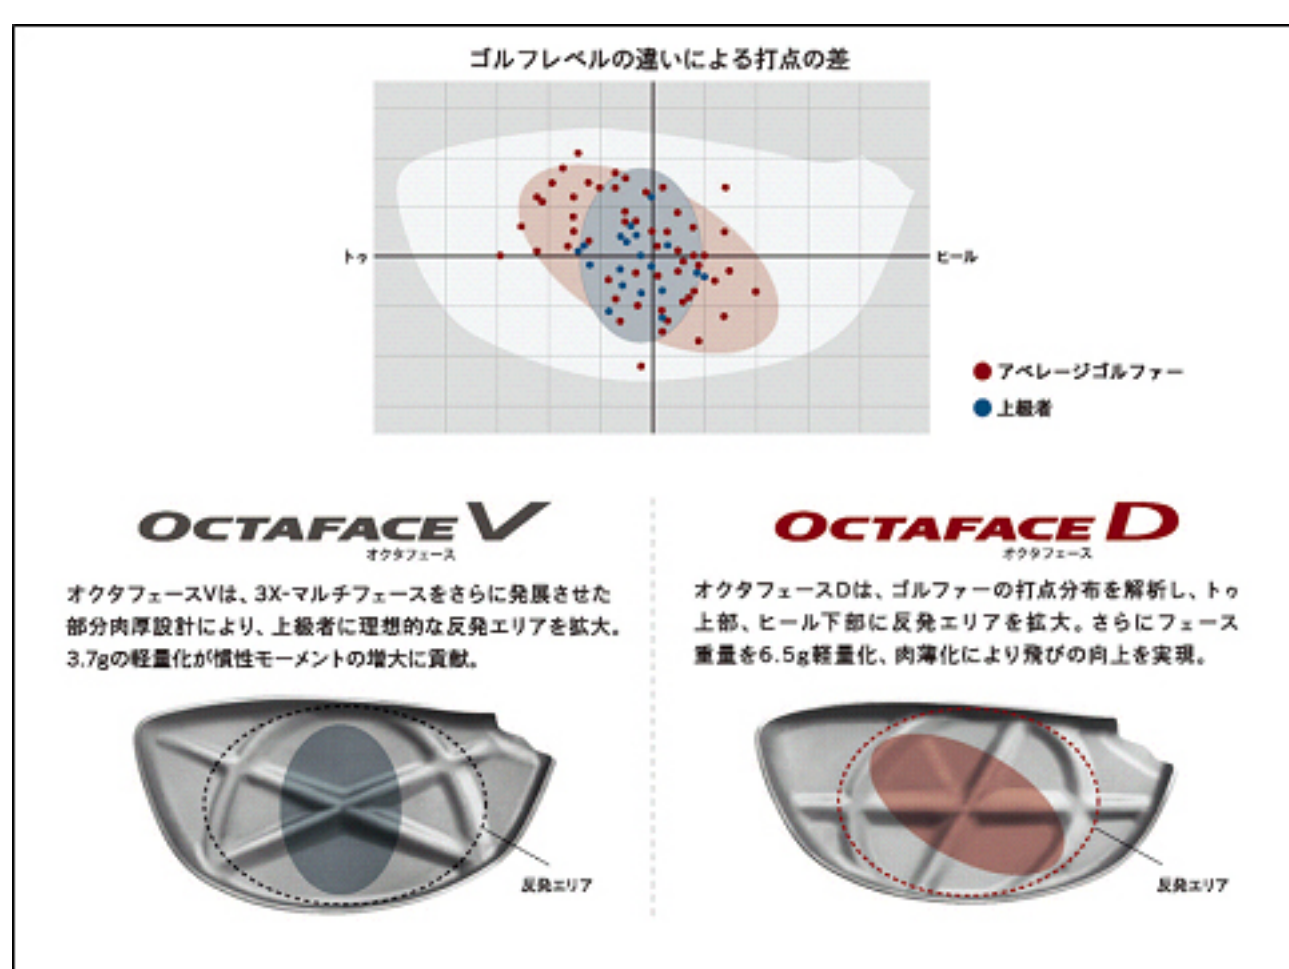 ゴルフレベルの違いによる打点の差
トゥ
ヒール
アベレージゴルファー
上級者
OCTAFACE V
オクタフェース
オクタフェースVは、3X-マルチフェースをさらに発展させた
部分肉厚設計により、上級者に理想的な反発エリアを拡大。
3.7gの軽量化が慣性モーメントの増大に貢献。
反発エリア
OCTAFACE D
オクタフェース
オクタフェースDは、ゴルファーの打点分布を解析し、トゥ
上部、ヒール下部に反発エリアを拡大。さらにフェース
重量を6.5g軽量化、肉薄化により飛びの向上を実現。
反発エリア